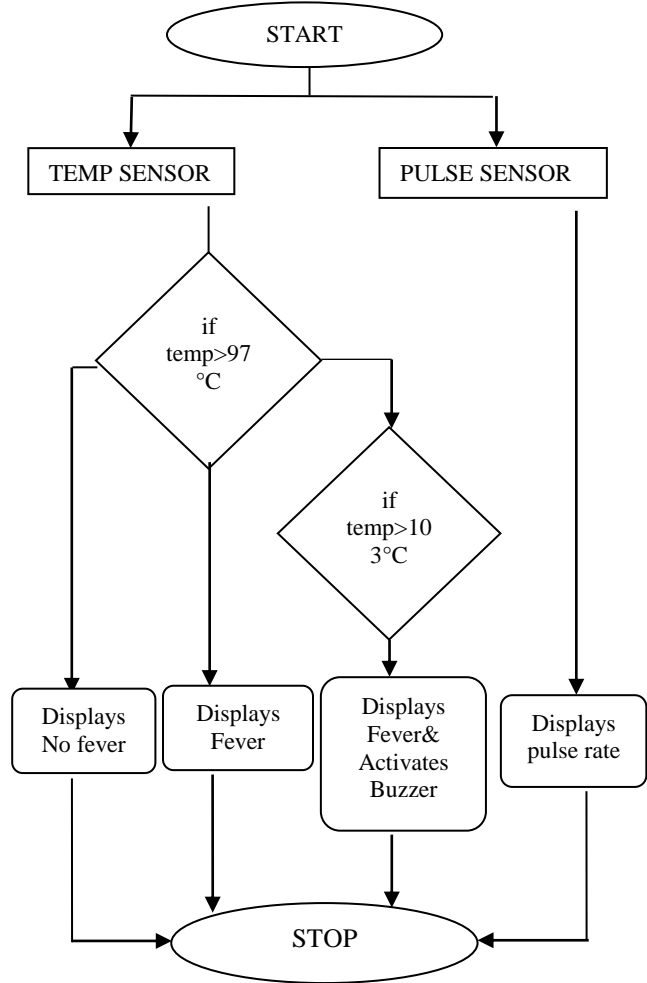 START
TEMP SENSOR
PULSE SENSOR
if
temp>97
°C
if
temp>10
3°C
Displays
No fever
Displays
Fever
Displays
Fever&
Activates
Buzzer
Displays
pulse rate
STOP